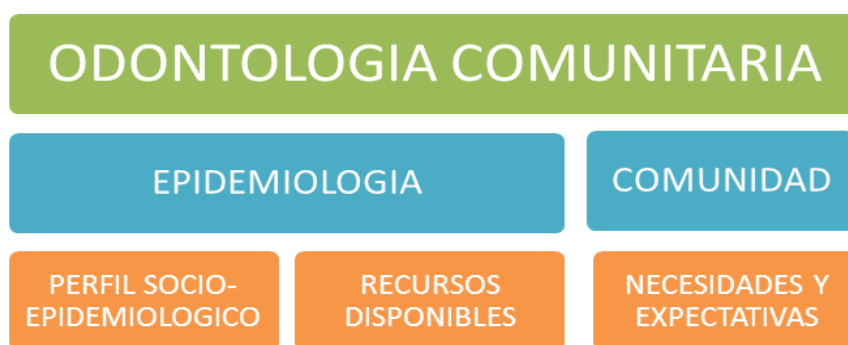 ODONTOLOGIA COMUNITARIA
EPIDEMIOLOGIA
COMUNIDAD
PERFIL SOCIO-
EPIDEMIOLOGICO
RECURSOS
DISPONIBLES
NECESIDADES Y
EXPECTATIVAS